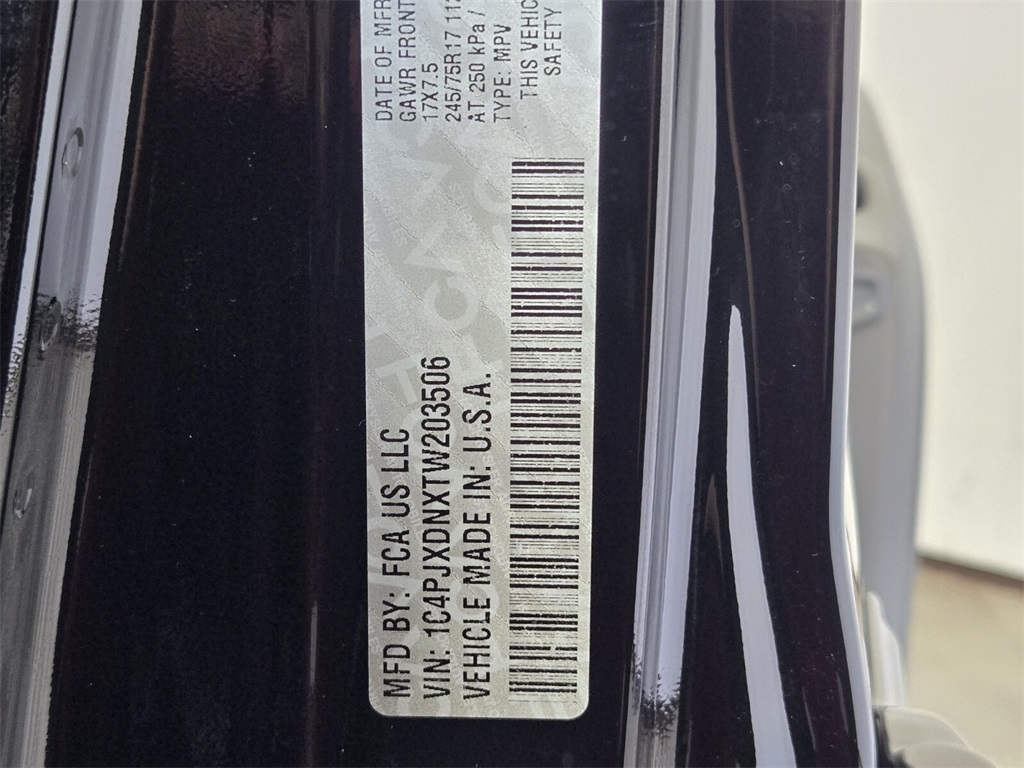 MFD BY: FCA US LLC
VIN: 1C4PJXDNXTW203506
VEHICLE MADE IN: U.S.A.
DATE OF MFR
GAWR FRONT
17X7.5
245/75R17
AT 250 kPa /
TYPE: MPV
THIS VEHIC
SAFETY